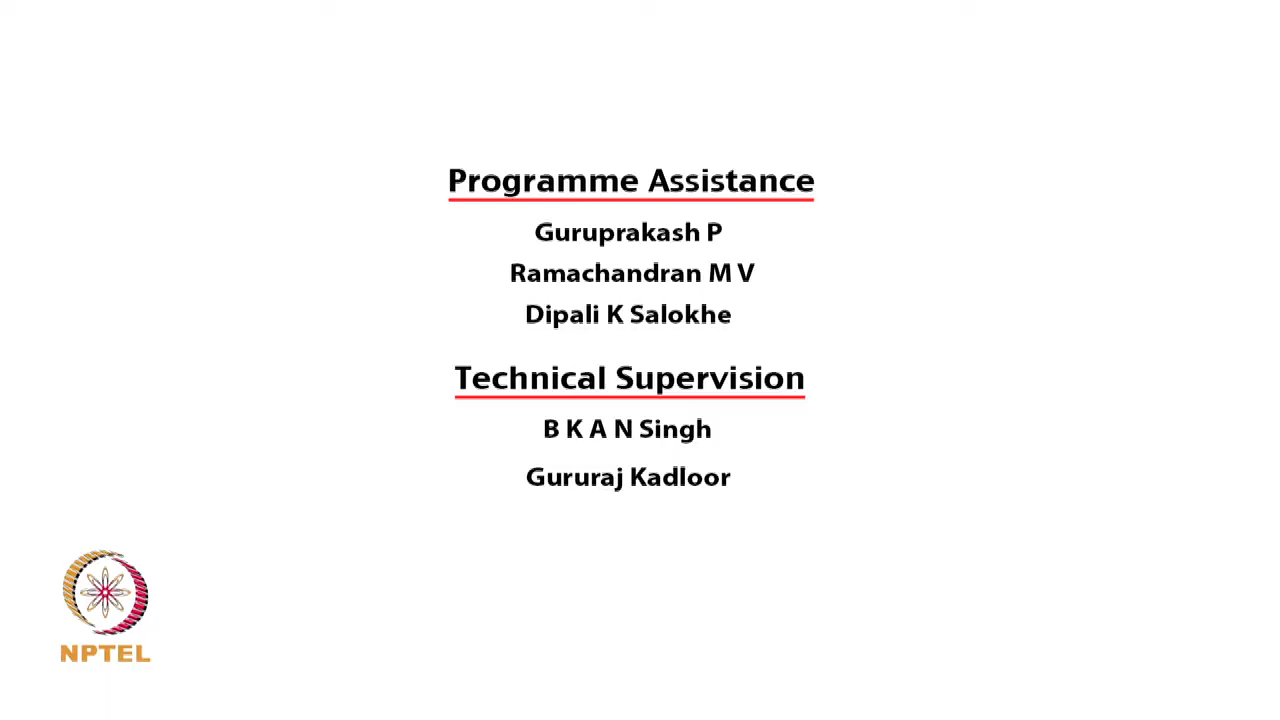 Programme Assistance
Guruprakash P
Ramachandran M V
Dipali K Salokhe
Technical Supervision
B K A N Singh
Gururaj Kadloor
NPTEL